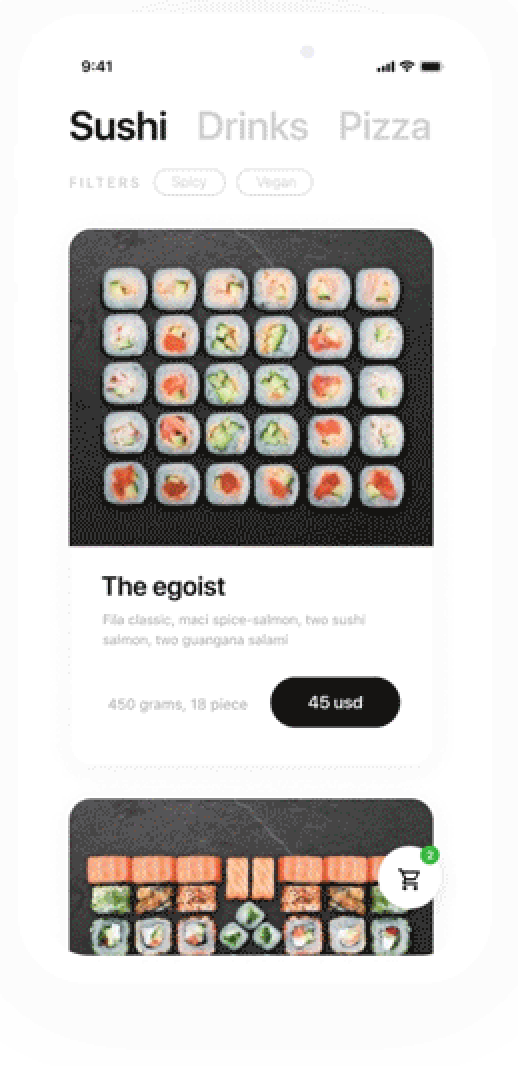 9:41
Sushi Drinks Pizza
FILTERS Spicy Vegan
The egoist
Fila classic, maci spice-salmon, two sushi
salmon, two guangana salami
450 grams, 18 piece 45 usd
2